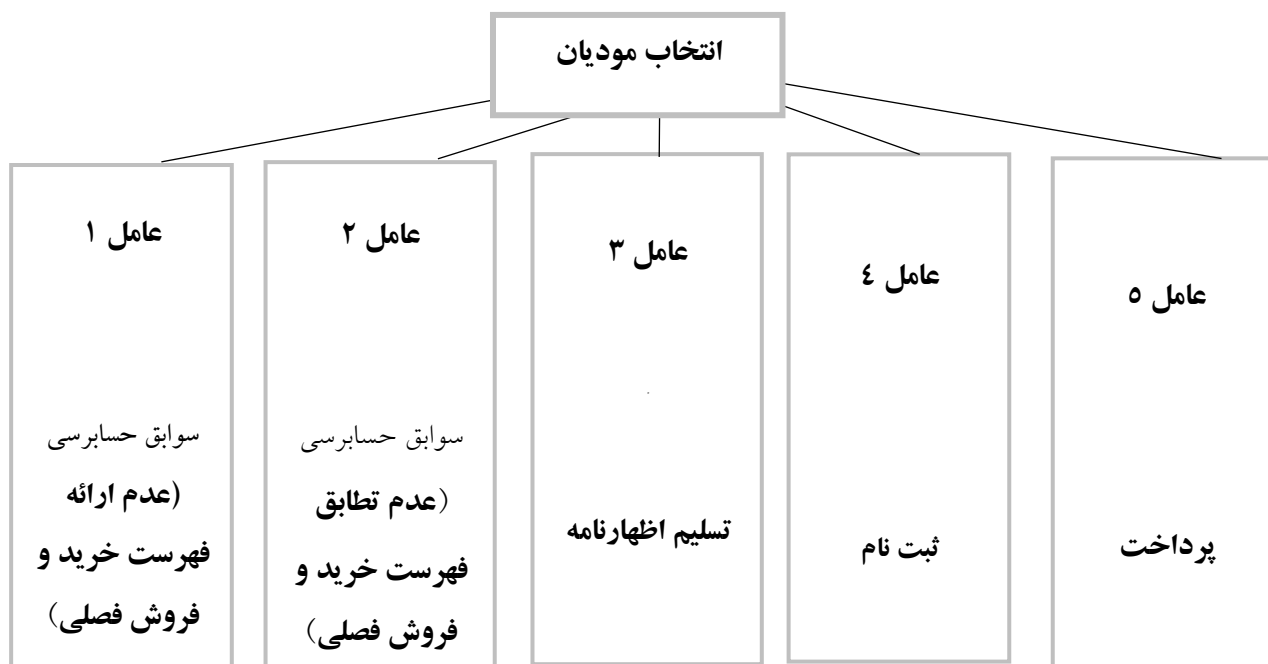 انتخاب مودیان
عامل ۱
سوابق حسابرسی
(عدم ارائه
فهرست خرید و
فروش فصلی)
عامل ۲
سوابق حسابرسی
(عدم تطابق
فهرست خرید و
فروش فصلی)
عامل ۳
تسلیم اظهارنامه
عامل ٤
ثبت نام
عامل ٥
پرداخت